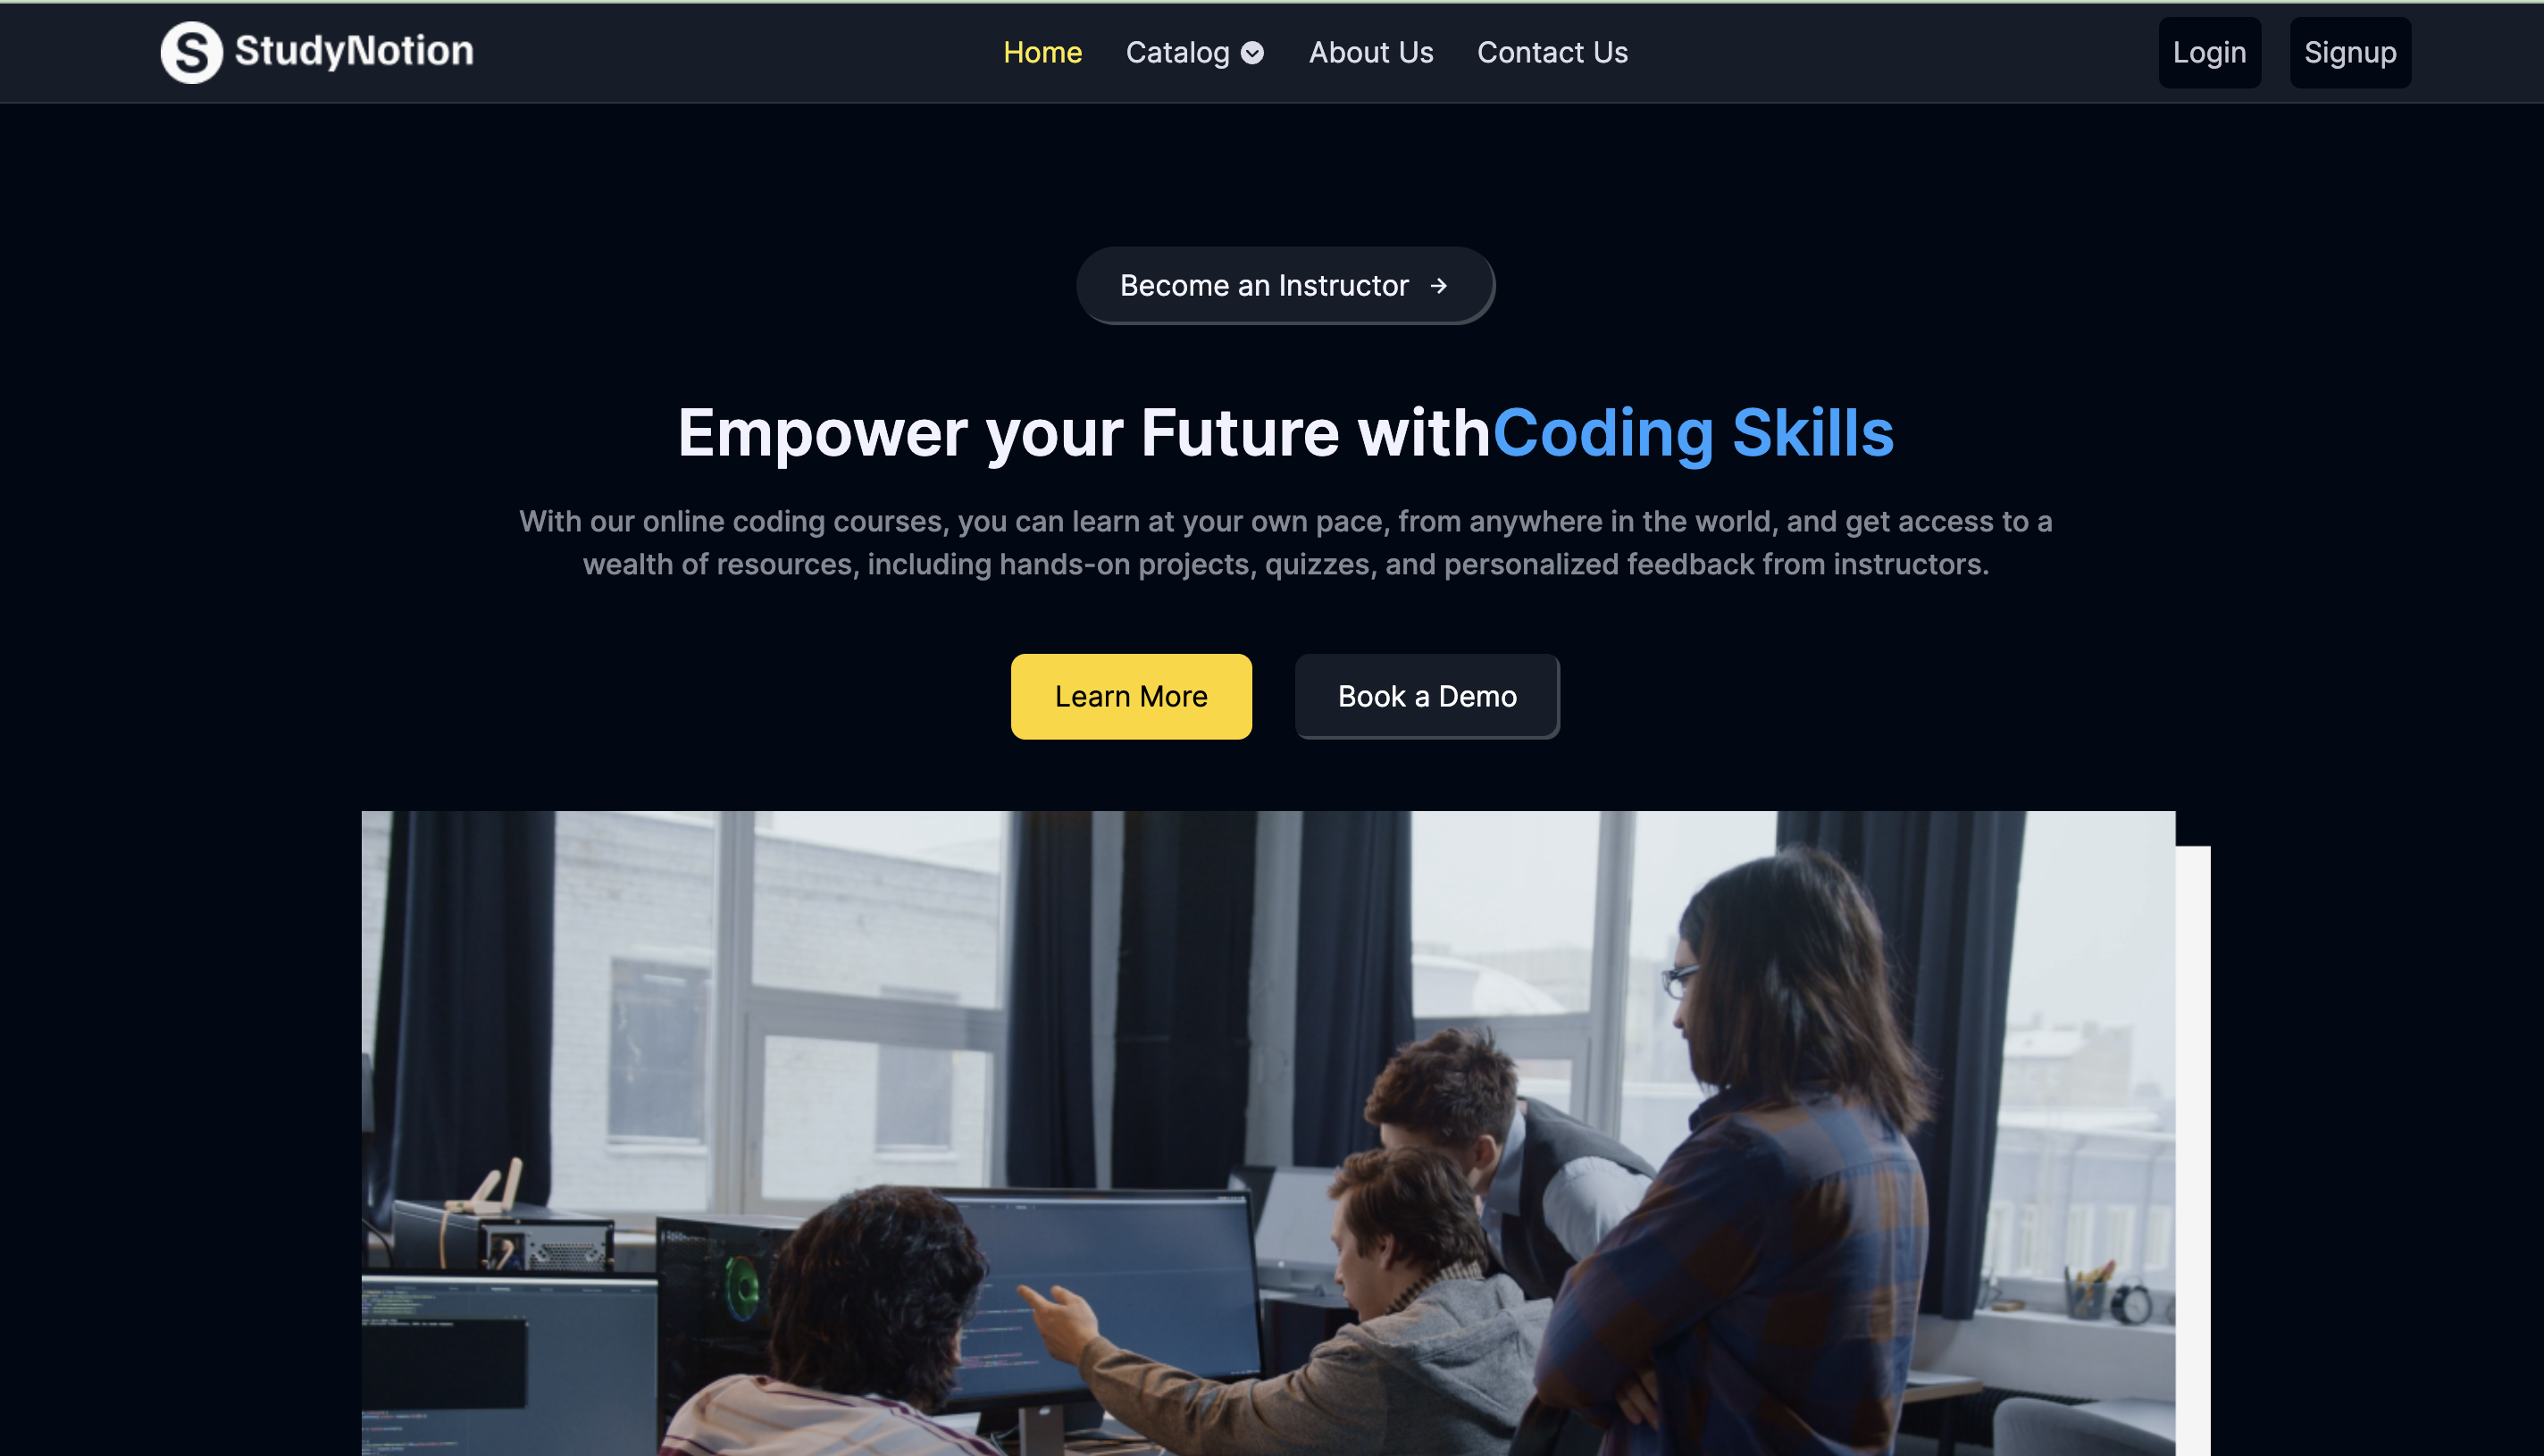 StudyNotion
Home Catalog About Us Contact Us
Login Signup
Become an Instructor →
Empower your Future withCoding Skills
With our online coding courses, you can learn at your own pace, from anywhere in the world, and get access to a
wealth of resources, including hands-on projects, quizzes, and personalized feedback from instructors.
Learn More Book a Demo